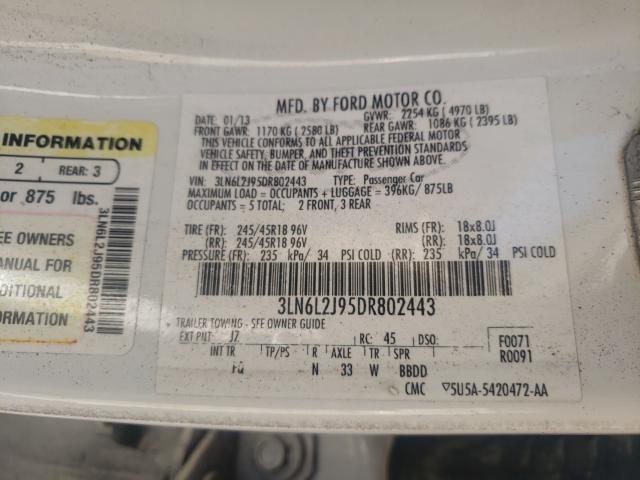 INFORMATION
2 REAR: 3
or 875 lbs.
EE OWNERS
MANUAL FOR
DITIONAL
FORMATION
3LN6L2J95DR802443
MFD. BY FORD MOTOR CO.
DATE: 01/13 GVWR: 2254 KG ( 4970 LB)
FRONT GAWR: 1170 KG ( 2580 LB) REAR GAWR: 1086 KG ( 2395 LB)
THIS VEHICLE CONFORMS TO ALL APPLICABLE FEDERAL MOTOR
VEHICLE SAFETY, BUMPER, AND THEFT PREVENTION STANDARDS
IN EFFECT ON THE DATE OF MANUFACTURE SHOWN ABOVE.
VIN: 3LN6L2J95DR802443 TYPE: Passenger Car
MAXIMUM LOAD = OCCUPANTS + LUGGAGE = 396KG/ 875LB
OCCUPANTS = 5 TOTAL; 2 FRONT, 3 REAR
TIRE (FR): 245/45R18 96V RIMS (FR): 18x8.0J
(RR): 245/45R18 96V (RR): 18x8.0J
PRESSURE (FR): 235 kPa/ 34 PSI COLD (RR): 235 kPa/ 34 PSI COLD
3LN6L2J95DR802443
TRAILER TOWING - SEE OWNER GUIDE
EXT PNT: J7 RC: 45 DSO: F0071
INT TR TP/PS R AXLE TR SPR R0091
FQ N 33 W BBDD
CMC ▽5U5A-5420472-AA